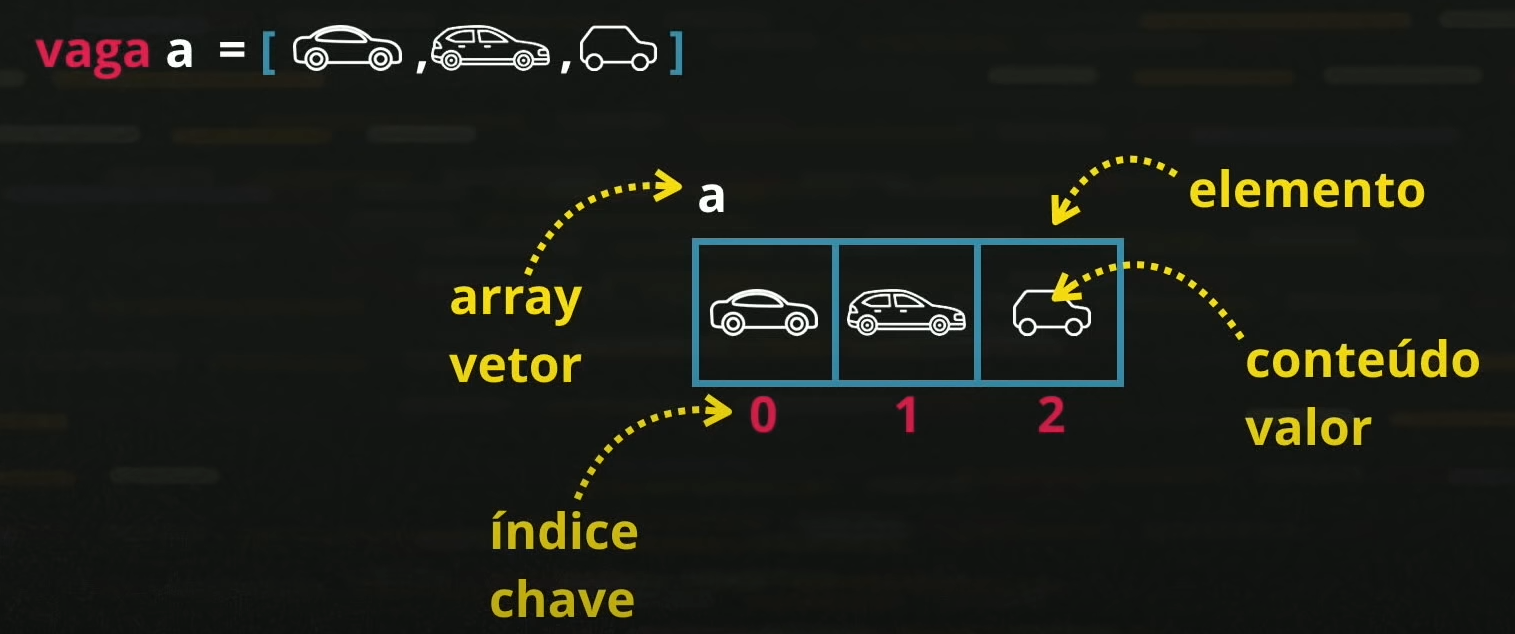 vaga a = [ , , ]
a
elemento
array
vetor
conteúdo
valor
0 1 2
índice
chave